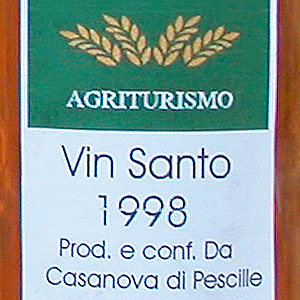 AGRITURISMO
Vin Santo
1998
Prod. e conf. Da
Casanova di Pescille